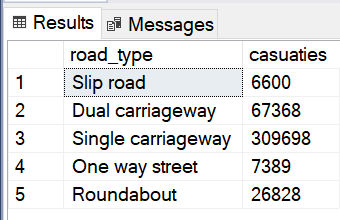 Results Messages
road_type casuaties
1 Slip road 6600
2 Dual carriageway 67368
3 Single carriageway 309698
4 One way street 7389
5 Roundabout 26828